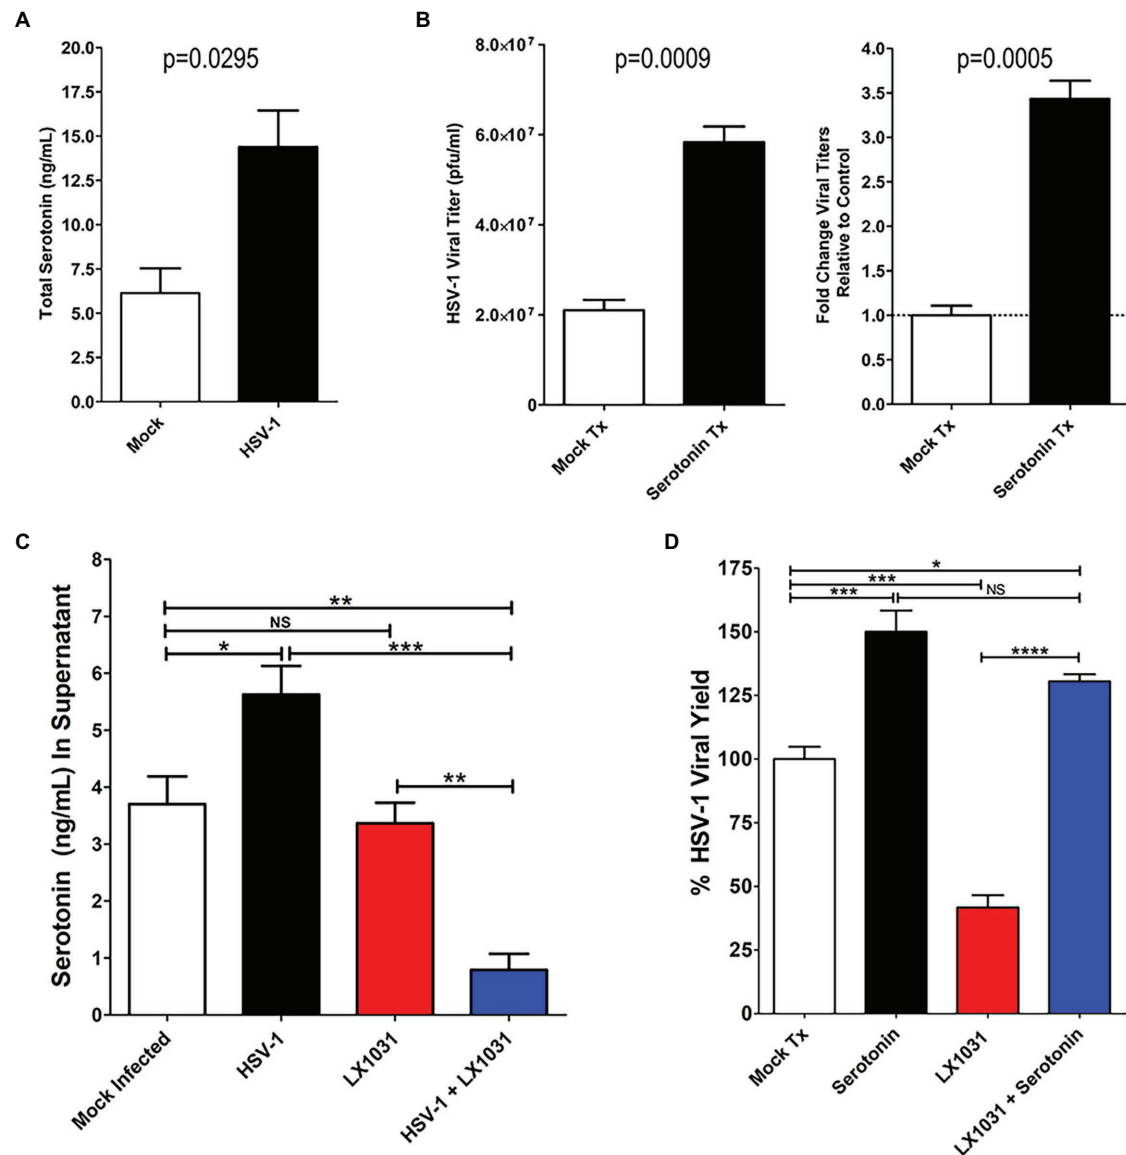 A
p=0.0295
Total Serotonin (ng/mL)
20.0
17.5
15.0
12.5
10.0
7.5
5.0
2.5
0.0
Mock
HSV-1
B
p=0.0009
HSV-1 Viral Titer (pfu/ml)
8.0×10⁷
6.0×10⁷
4.0×10⁷
2.0×10⁷
0
Mock Tx
Serotonin Tx
p=0.0005
Fold Change Viral Titers
Relative to Control
4.0
3.5
3.0
2.5
2.0
1.5
1.0
0.5
0.0
Mock Tx
Serotonin Tx
C
Serotonin (ng/mL) In Supernatant
8
7
6
5
4
3
2
1
0
**
NS
*
***
**
Mock Infected
HSV-1
LX1031
HSV-1 + LX1031
D
% HSV-1 Viral Yield
175
150
125
100
75
50
25
0
*
***
***
NS
****
Mock Tx
Serotonin
LX1031
LX1031 + Serotonin